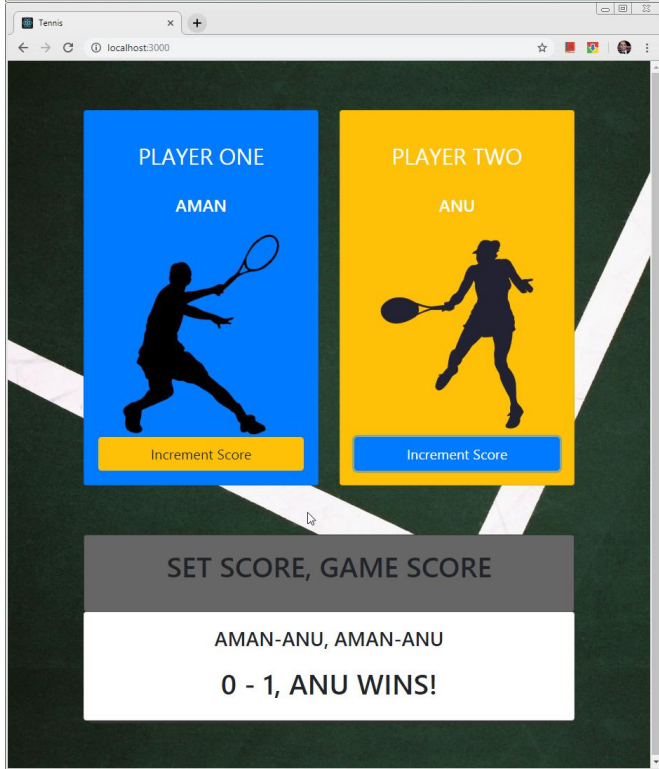 Tennis
localhost:3000
PLAYER ONE
AMAN
Increment Score
PLAYER TWO
ANU
Increment Score
SET SCORE, GAME SCORE
AMAN-ANU, AMAN-ANU
0 - 1, ANU WINS!